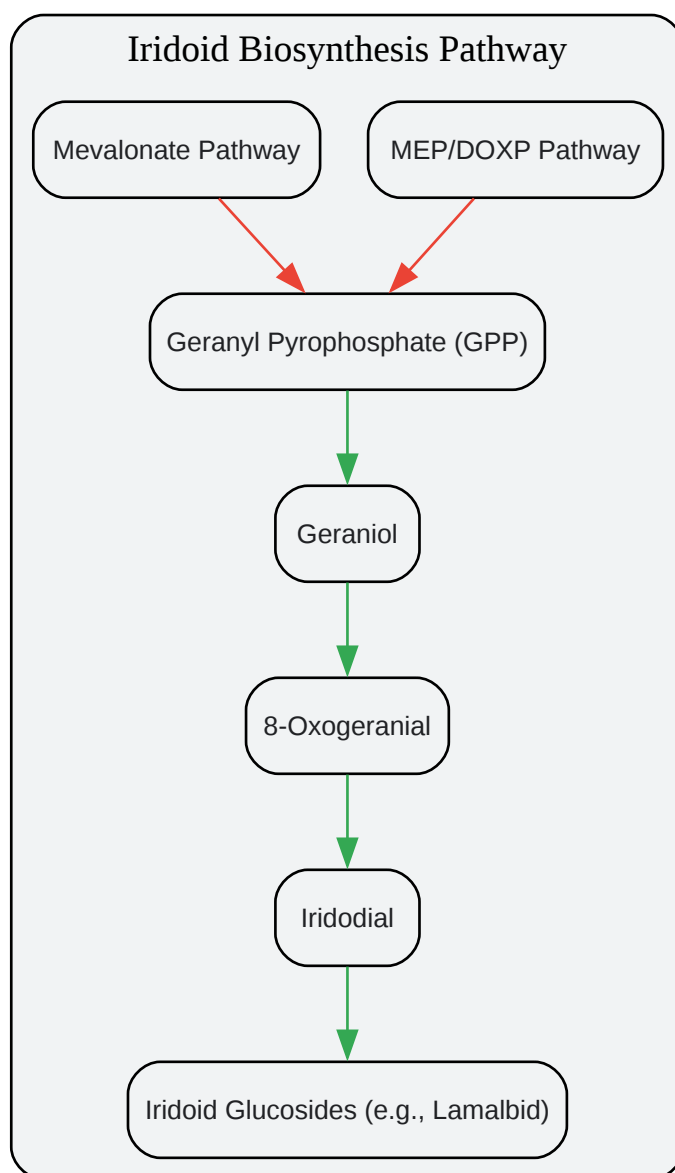 Iridoid Biosynthesis Pathway
Mevalonate Pathway
MEP/DOXP Pathway
Geranyl Pyrophosphate (GPP)
Geraniol
8-Oxogeranial
Iridodial
Iridoid Glucosides (e.g., Lamalbid)